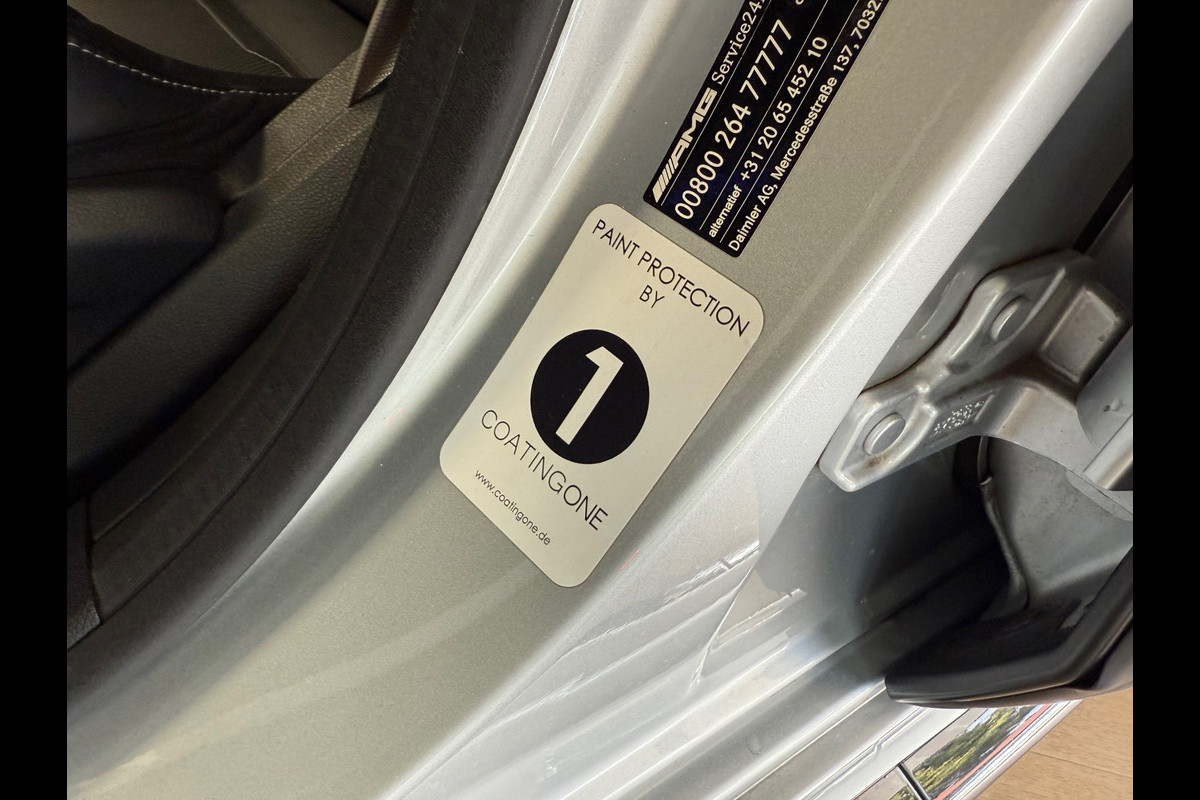 AMG Service24
00800 264 77777
alternatief +31 20 65 452 10
Daimler AG, Mercedesstraße 137,
PAINT PROTECTION
BY
1
COATINGONE
www.coatingone.de